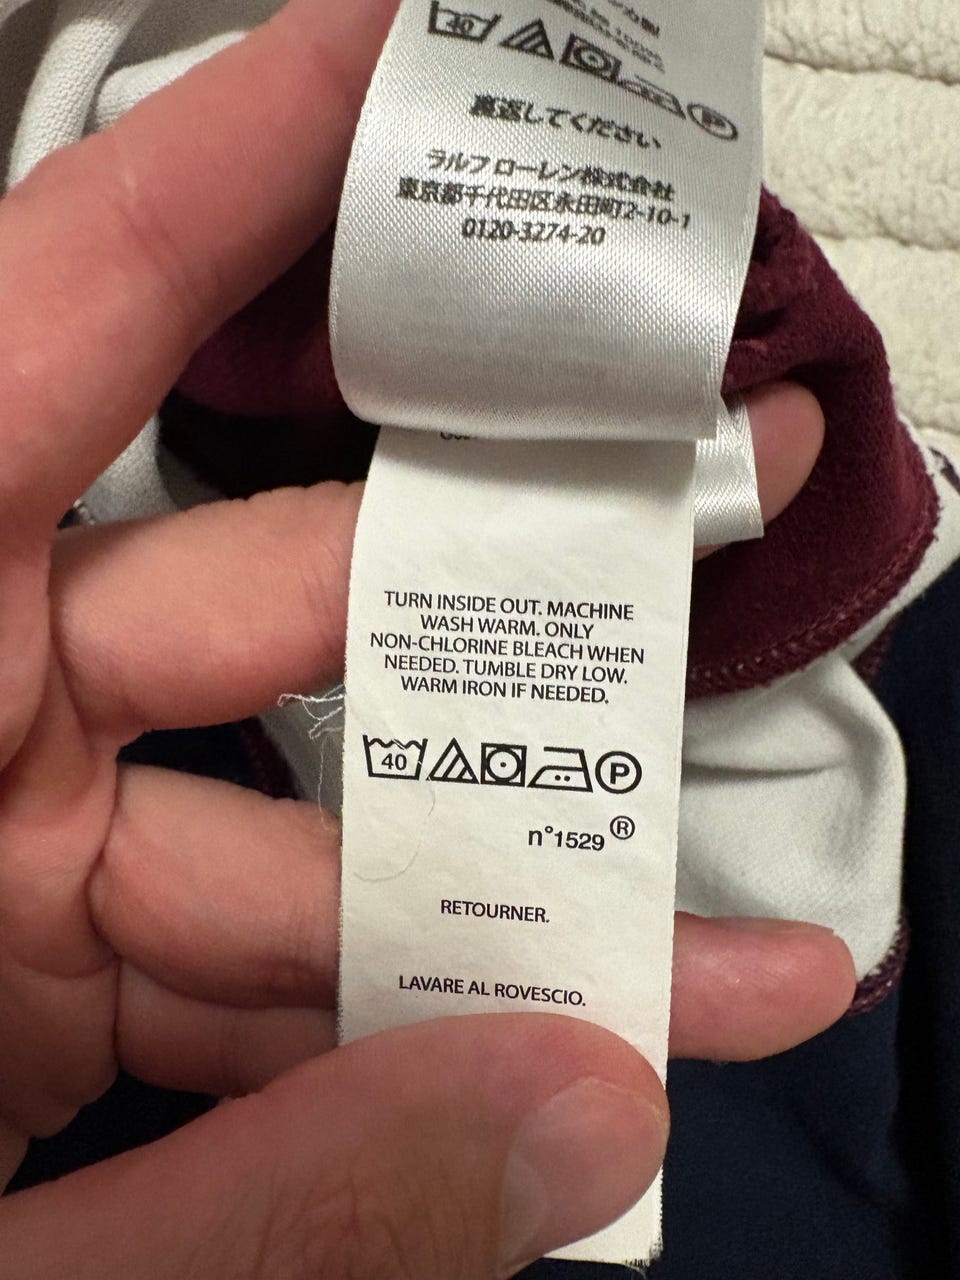 40
P
裏返してください
ラルフ ローレン株式会社
東京都千代田区永田町2-10-1
0120-3274-20
TURN INSIDE OUT. MACHINE
WASH WARM. ONLY
NON-CHLORINE BLEACH WHEN
NEEDED. TUMBLE DRY LOW.
WARM IRON IF NEEDED.
40 P
n°1529 ®
RETOURNER.
LAVARE AL ROVESCIO.